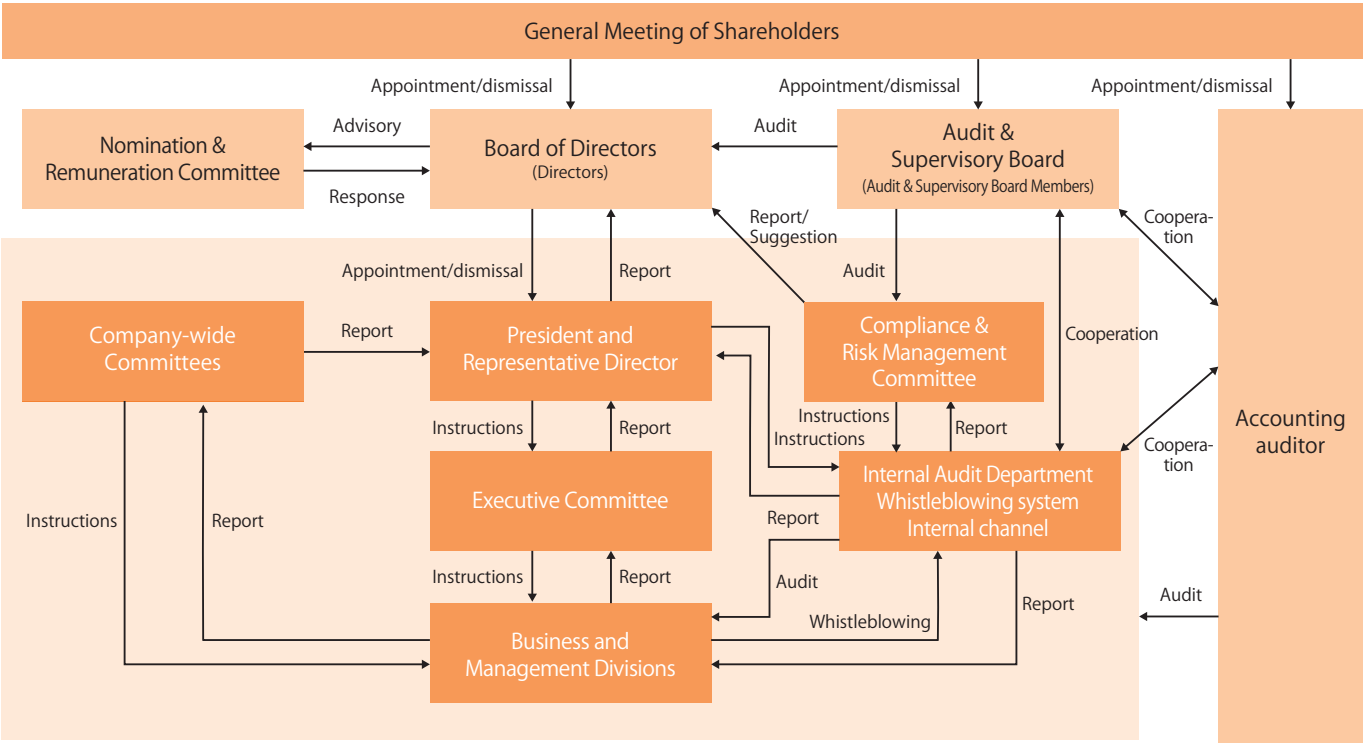 General Meeting of Shareholders
Appointment/dismissal
Appointment/dismissal
Appointment/dismissal
Nomination &
Remuneration Committee
Advisory
Response
Board of Directors
(Directors)
Audit
Audit &
Supervisory Board
(Audit & Supervisory Board Members)
Coopera-
tion
Report/
Suggestion
Appointment/dismissal
Report
Audit
Company-wide
Committees
Report
President and
Representative Director
Compliance &
Risk Management
Committee
Cooperation
Instructions
Report
Instructions
Instructions
Report
Coopera-
tion
Accounting
auditor
Executive Committee
Internal Audit Department
Whistleblowing system
Internal channel
Instructions
Report
Report
Instructions
Report
Audit
Report
Audit
Whistleblowing
Business and
Management Divisions